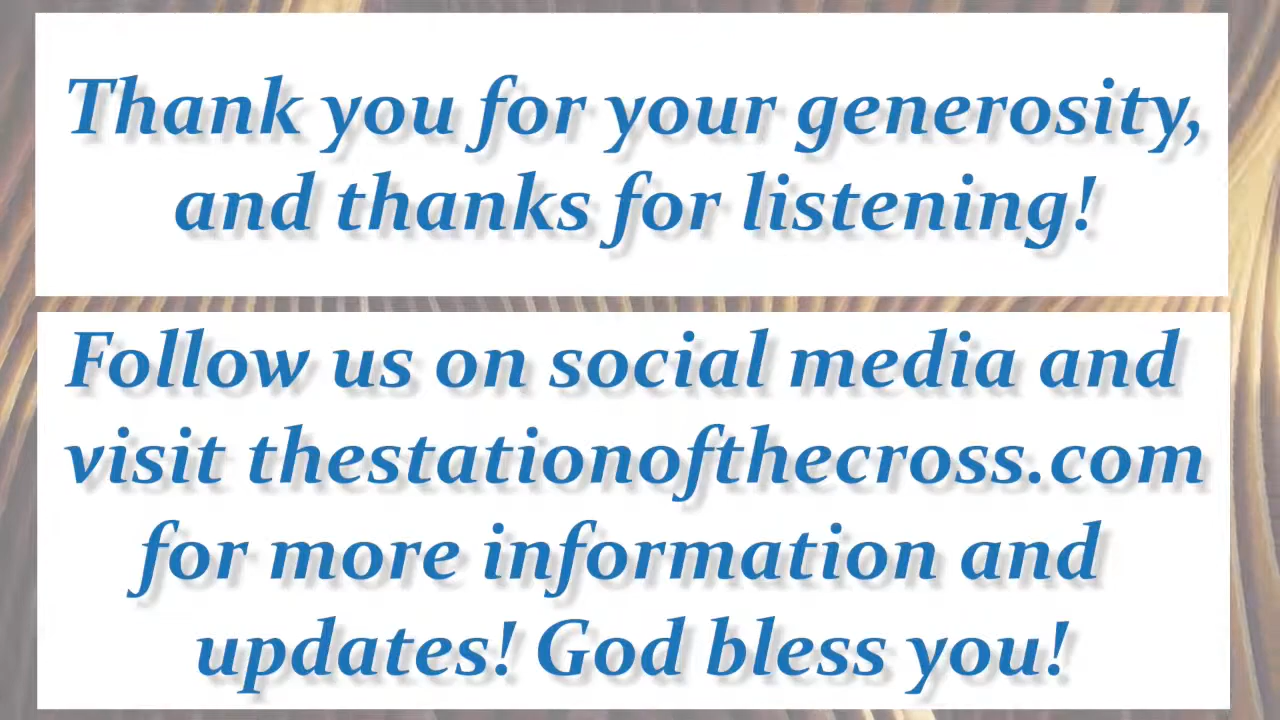 Thank you for your generosity,
and thanks for listening!
Follow us on social media and
visit thestationofthecross.com
for more information and
updates! God bless you!